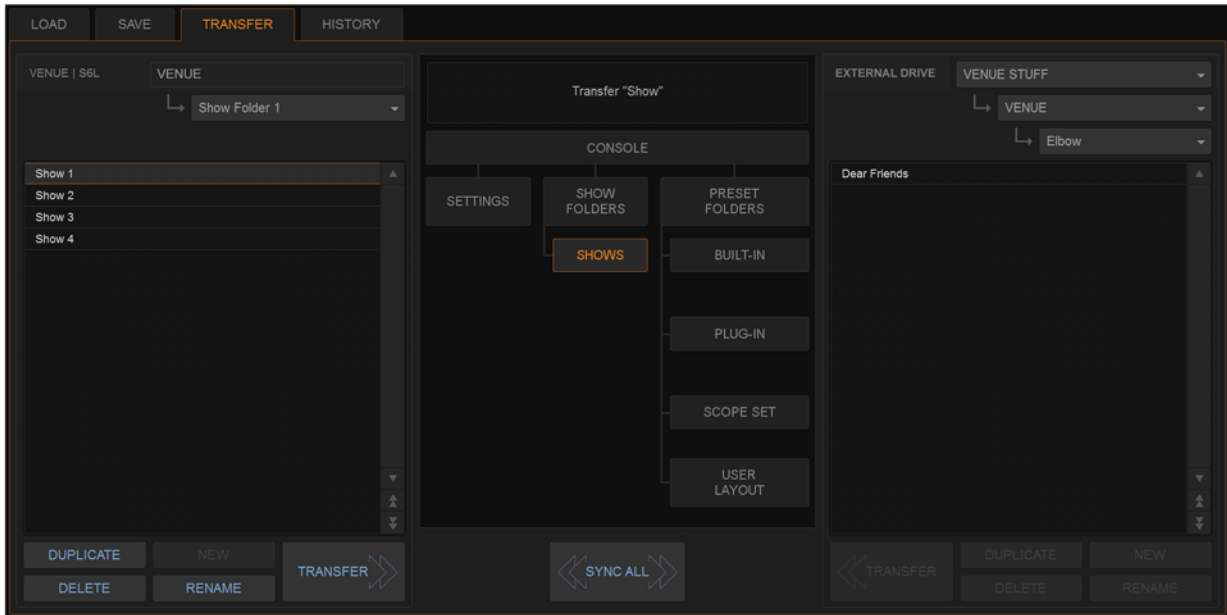 LOAD SAVE TRANSFER HISTORY
VENUE | S6L VENUE
Show Folder 1
Show 1
Show 2
Show 3
Show 4
DUPLICATE NEW
DELETE RENAME
TRANSFER
Transfer "Show"
CONSOLE
SETTINGS
SHOW
FOLDERS
PRESET
FOLDERS
SHOWS
BUILT-IN
PLUG-IN
SCOPE SET
USER
LAYOUT
SYNC ALL
EXTERNAL DRIVE VENUE STUFF
VENUE
Elbow
Dear Friends
TRANSFER
DUPLICATE NEW
DELETE RENAME